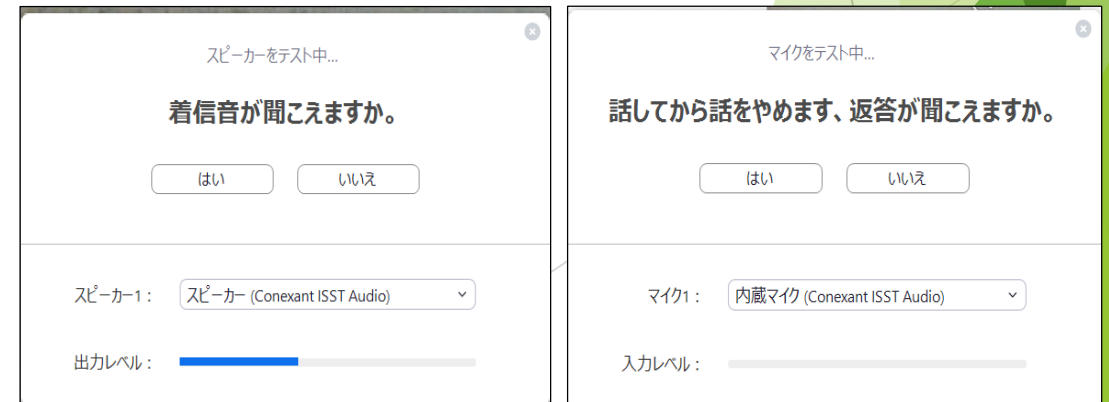 スピーカーをテスト中...
着信音が聞こえますか。
はい
いいえ
スピーカー1：
スピーカー (Conexant ISST Audio)
出力レベル：
マイクをテスト中...
話してから話をやめます、返答が聞こえますか。
はい
いいえ
マイク1：
内蔵マイク (Conexant ISST Audio)
入力レベル：